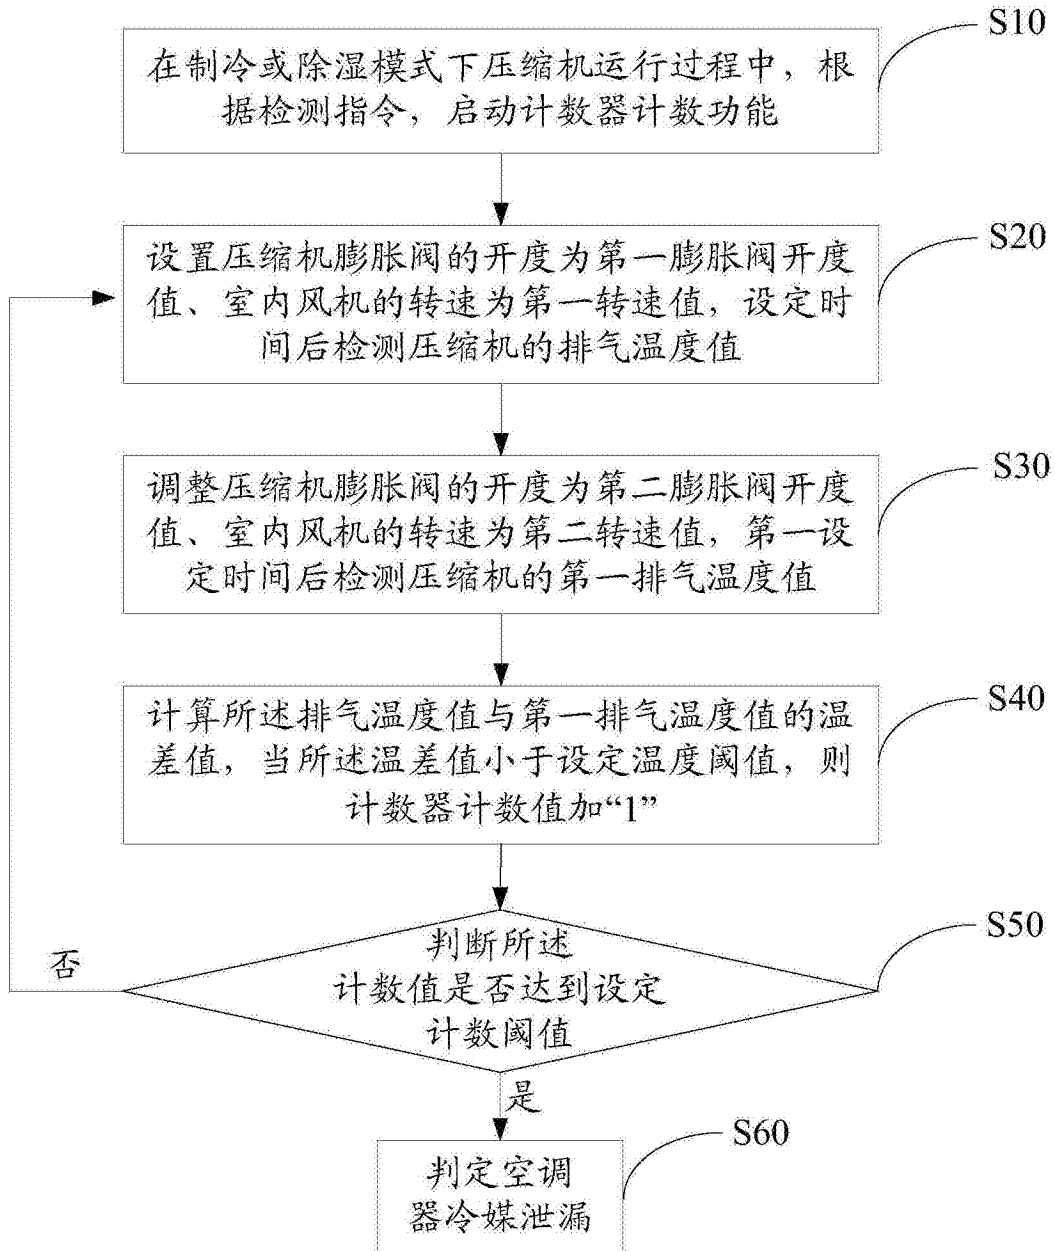 S10
在制冷或除湿模式下压缩机运行过程中，根
据检测指令，启动计数器计数功能
S20
设置压缩机膨胀阀的开度为第一膨胀阀开度
值、室内风机的转速为第一转速值，设定时
间后检测压缩机的排气温度值
S30
调整压缩机膨胀阀的开度为第二膨胀阀开度
值、室内风机的转速为第二转速值，第一设
定时间后检测压缩机的第一排气温度值
S40
计算所述排气温度值与第一排气温度值的温
差值，当所述温差值小于设定温度阈值，则
计数器计数值加“1”
S50
判断所述
计数值是否达到设定
计数阈值
否
是
S60
判定空调
器冷媒泄漏